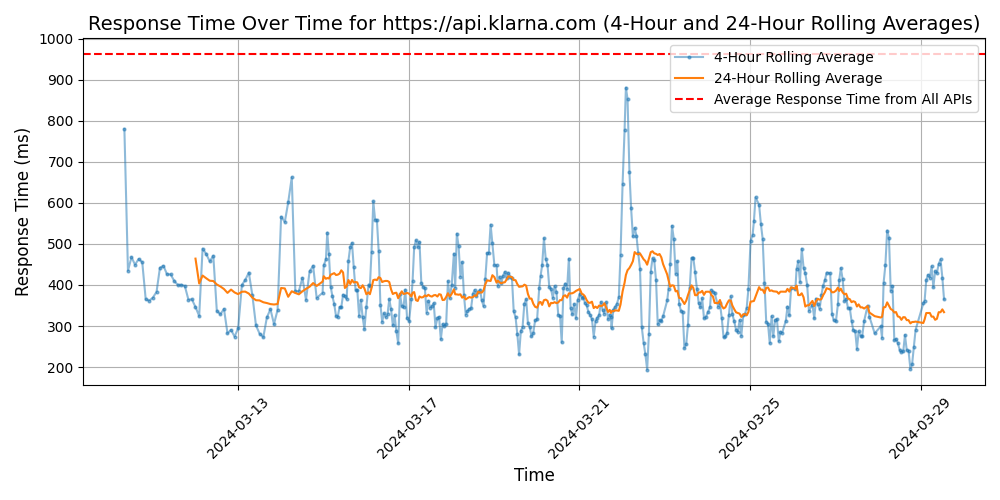 Response Time Over Time for https://api.klarna.com (4-Hour and 24-Hour Rolling Averages)
1000
900
800
700
600
500
400
300
200
Response Time (ms)
4-Hour Rolling Average
24-Hour Rolling Average
Average Response Time from All APIs
2024-03-13
2024-03-17
2024-03-21
2024-03-25
2024-03-29
Time